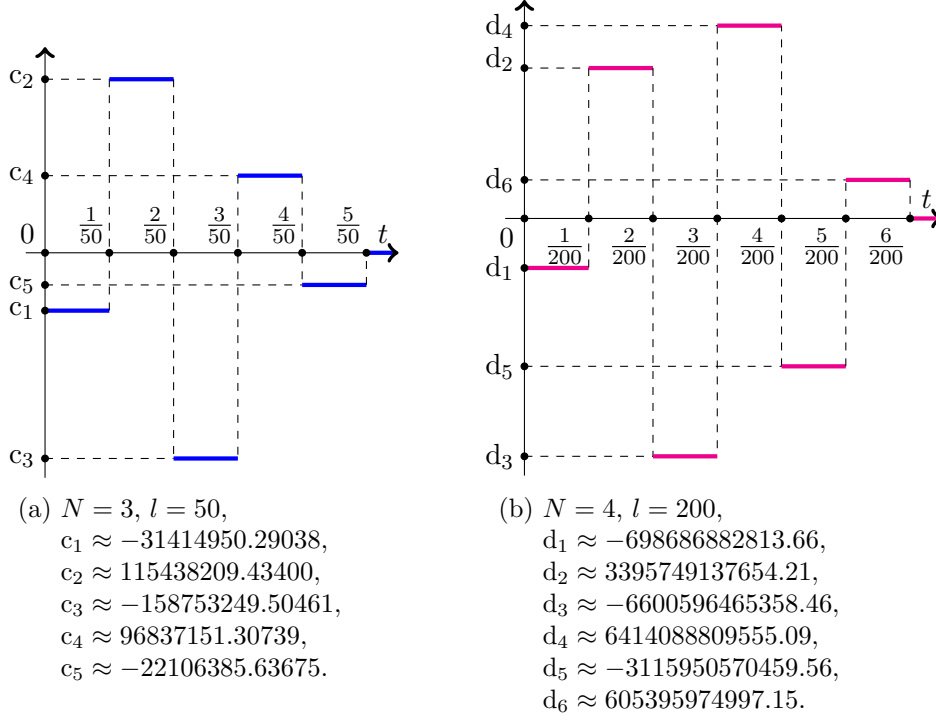 c₂
c₄
0
1/50
2/50
3/50
4/50
5/50
t
c₅
c₁
c₃
(a) N = 3, l = 50,
c₁ ≈ −31414950.29038,
c₂ ≈ 115438209.43400,
c₃ ≈ −158753249.50461,
c₄ ≈ 96837151.30739,
c₅ ≈ −22106385.63675.
d₄
d₂
d₆
t
0
1/200
2/200
3/200
4/200
5/200
6/200
d₁
d₅
d₃
(b) N = 4, l = 200,
d₁ ≈ −698686882813.66,
d₂ ≈ 3395749137654.21,
d₃ ≈ −6600596465358.46,
d₄ ≈ 6414088809555.09,
d₅ ≈ −3115950570459.56,
d₆ ≈ 605395974997.15.